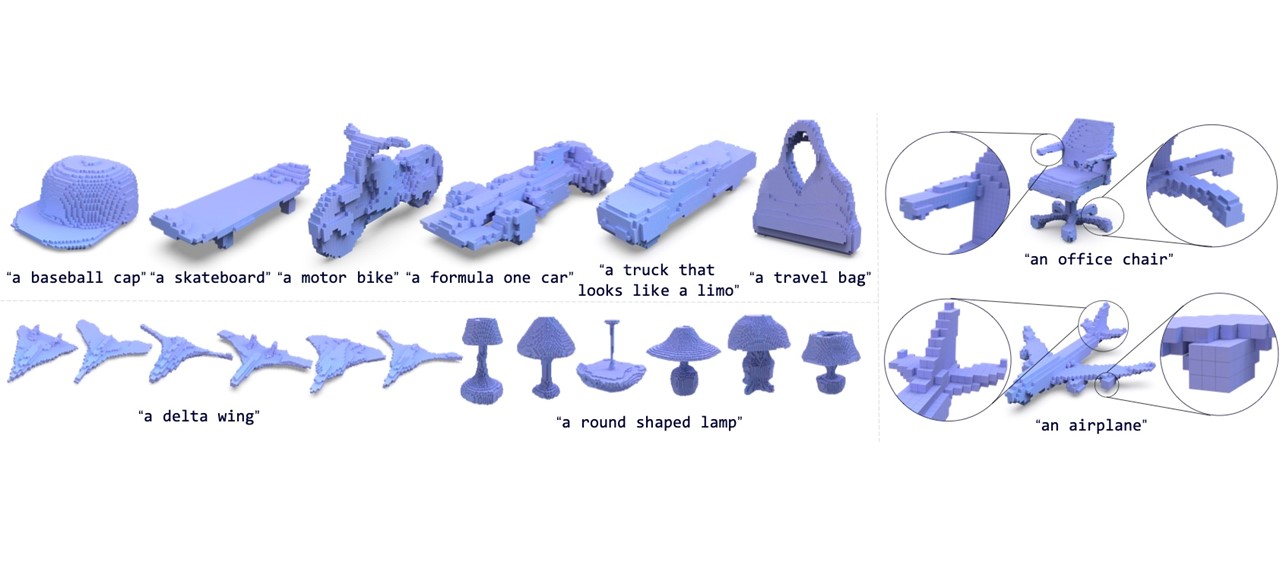 “a baseball cap”
“a skateboard”
“a motor bike”
“a formula one car”
“a truck that
looks like a limo”
“a travel bag”
“a delta wing”
“a round shaped lamp”
“an office chair”
“an airplane”